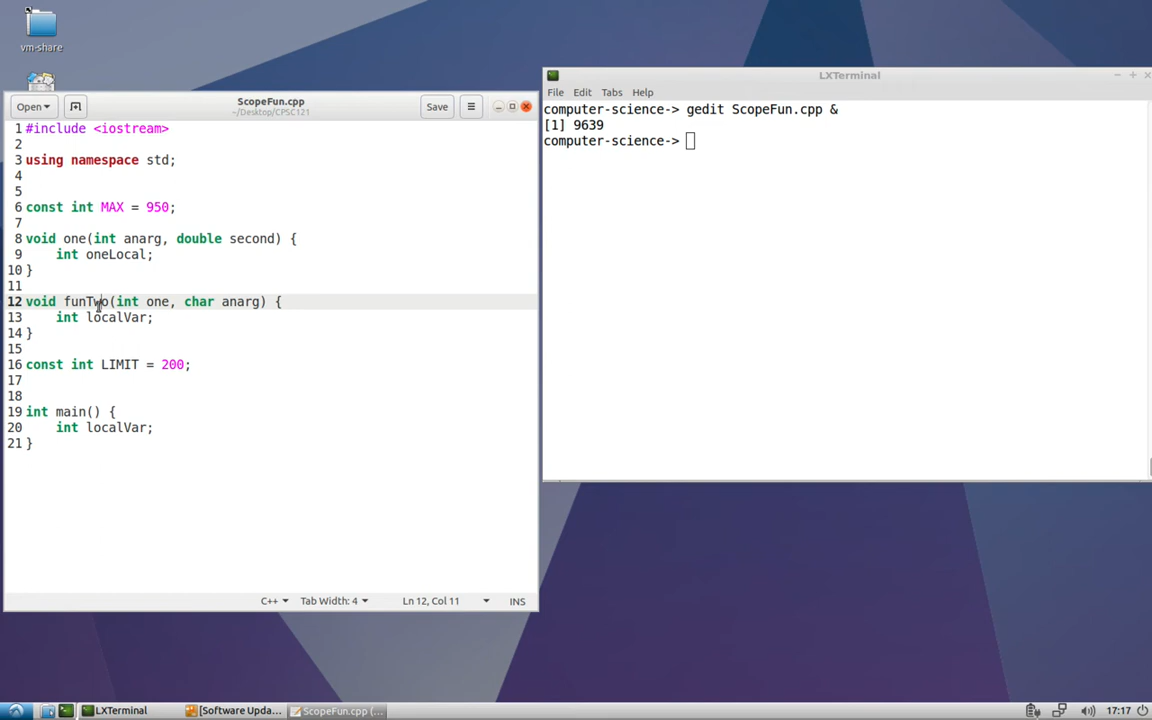 vm-share
Open
ScopeFun.cpp
~/Desktop/CPSC121
Save
1 #include <iostream>
2
3 using namespace std;
4
5
6 const int MAX = 950;
7
8 void one(int anarg, double second) {
9     int oneLocal;
10 }
11
12 void funTwo(int one, char anarg) {
13     int localVar;
14 }
15
16 const int LIMIT = 200;
17
18
19 int main() {
20     int localVar;
21 }
C++ Tab Width: 4 Ln 12, Col 11 INS
LXTerminal
File Edit Tabs Help
computer-science-> gedit ScopeFun.cpp &
[1] 9639
computer-science->
LXTerminal [Software Upda... ScopeFun.cpp (... 17:17